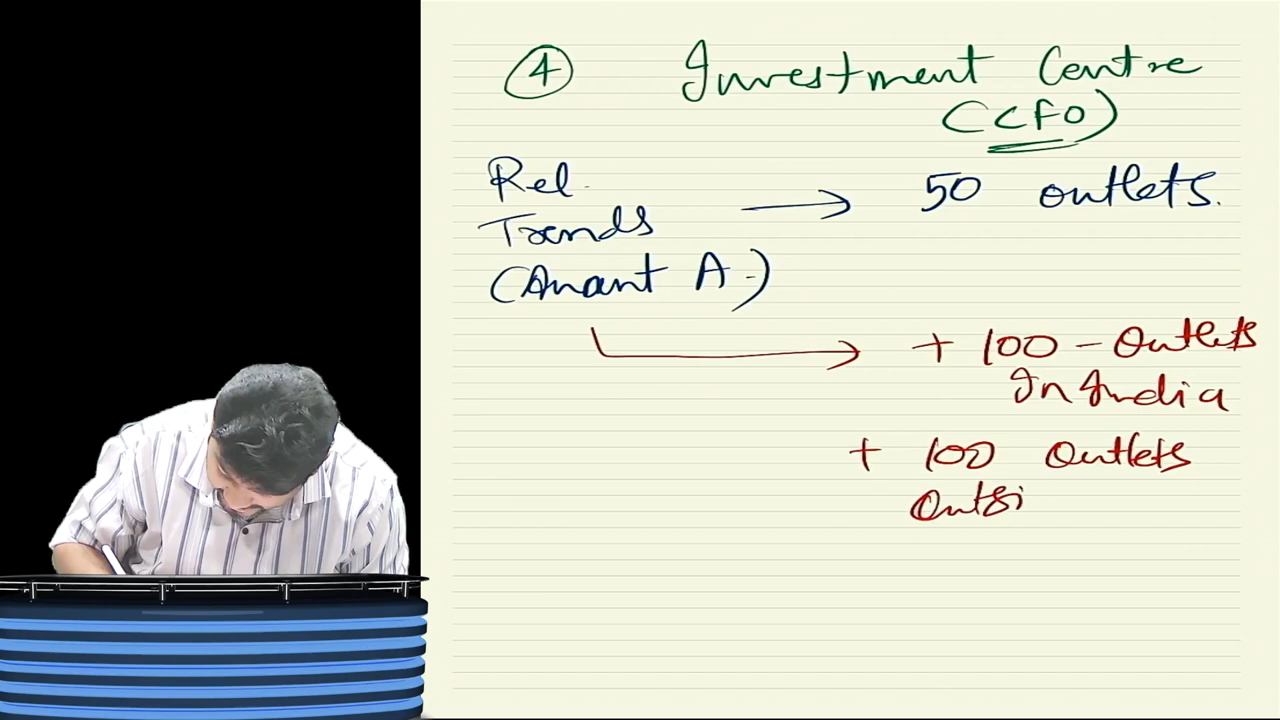 ④ Investment Centre
(CFO)
Rel.
Trends → 50 outlets.
(Anant A.)
+ 100 - Outlets
In India
+ 100 Outlets
Outsi